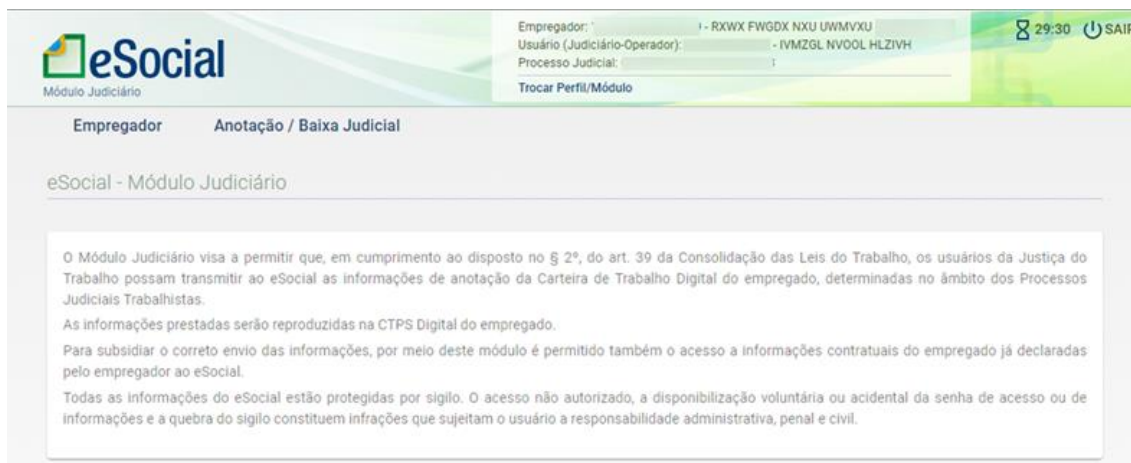 eSocial
Módulo Judiciário
Empregador: - RXWX FWGDX NXU UWMVXU
Usuário (Judiciário-Operador): - IVMZGL NVOOL HLZIVH
Processo Judicial:
Trocar Perfil/Módulo
29:30 SAIR
Empregador Anotação / Baixa Judicial
eSocial - Módulo Judiciário
O Módulo Judiciário visa a permitir que, em cumprimento ao disposto no § 2º, do art. 39 da Consolidação das Leis do Trabalho, os usuários da Justiça do
Trabalho possam transmitir ao eSocial as informações de anotação da Carteira de Trabalho Digital do empregado, determinadas no âmbito dos Processos
Judiciais Trabalhistas.
As informações prestadas serão reproduzidas na CTPS Digital do empregado.
Para subsidiar o correto envio das informações, por meio deste módulo é permitido também o acesso a informações contratuais do empregado já declaradas
pelo empregador ao eSocial.
Todas as informações do eSocial estão protegidas por sigilo. O acesso não autorizado, a disponibilização voluntária ou acidental da senha de acesso ou de
informações e a quebra do sigilo constituem infrações que sujeitam o usuário a responsabilidade administrativa, penal e civil.